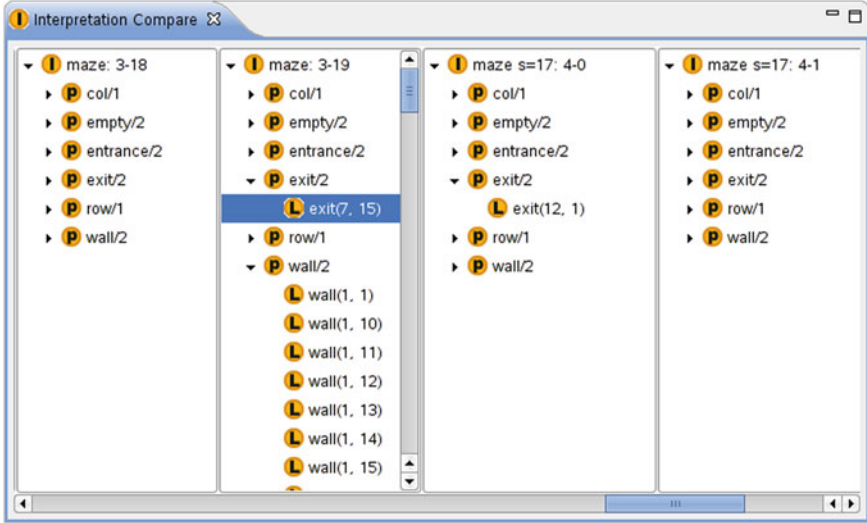 Interpretation Compare
maze: 3-18
P col/1
P empty/2
P entrance/2
P exit/2
P row/1
P wall/2
I maze: 3-19
P col/1
P empty/2
P entrance/2
P exit/2
L exit(7, 15)
P row/1
P wall/2
L wall(1, 1)
L wall(1, 10)
L wall(1, 11)
L wall(1, 12)
L wall(1, 13)
L wall(1, 14)
L wall(1, 15)
I maze s=17: 4-0
P col/1
P empty/2
P entrance/2
P exit/2
L exit(12, 1)
P row/1
P wall/2
I maze s=17: 4-1
P col/1
P empty/2
P entrance/2
P exit/2
P row/1
P wall/2